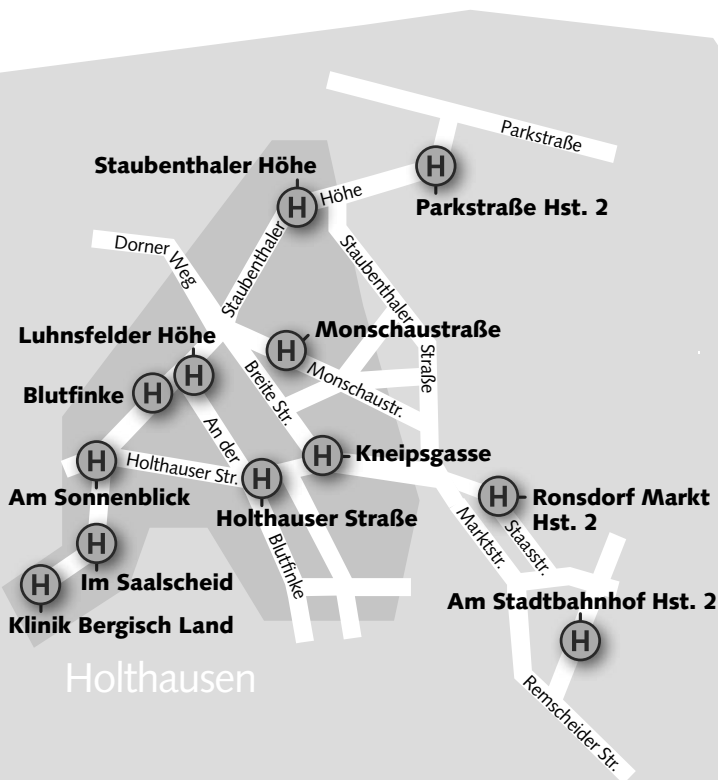 Parkstraße
Staubenthaler Höhe
H
Parkstraße Hst. 2
H
Höhe
Staubenthaler
Dorner
Weg
Staubenthaler
Straße
Luhnsfelder Höhe
H
Monschaustraße
H
Monschaustr.
Blutfinke
H
Breite Str.
An der
Blutfinke
Am Sonnenblick
H
Holthauser Str.
H
Holthauser Straße
H
Kneipsgasse
H
Ronsdorf Markt
Hst. 2
Marktstr.
Staasstr.
H
Im Saalscheid
H
Klinik Bergisch Land
Am Stadtbahnhof Hst. 2
H
Holthausen
Remscheider Str.